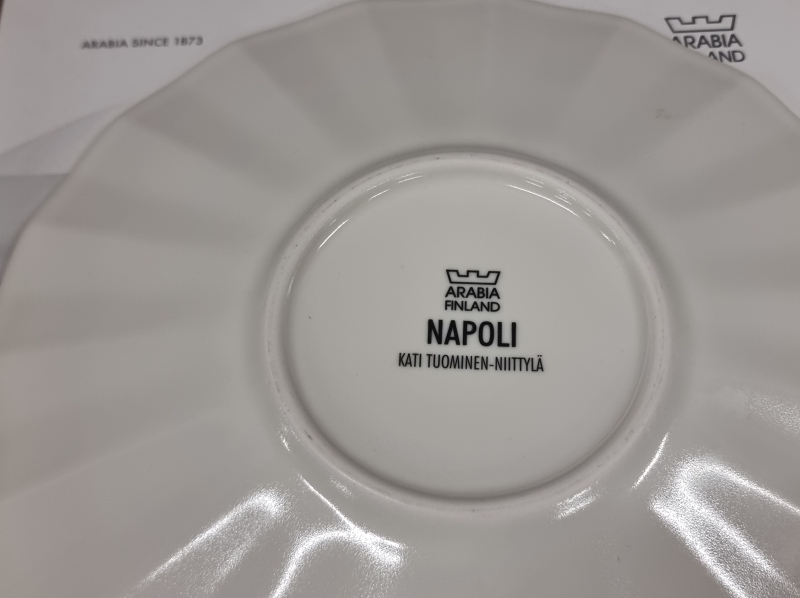 ARABIA SINCE 1873
ARABIA
FINLAND
ARABIA
FINLAND
NAPOLI
KATI TUOMINEN-NIITTYLÄ